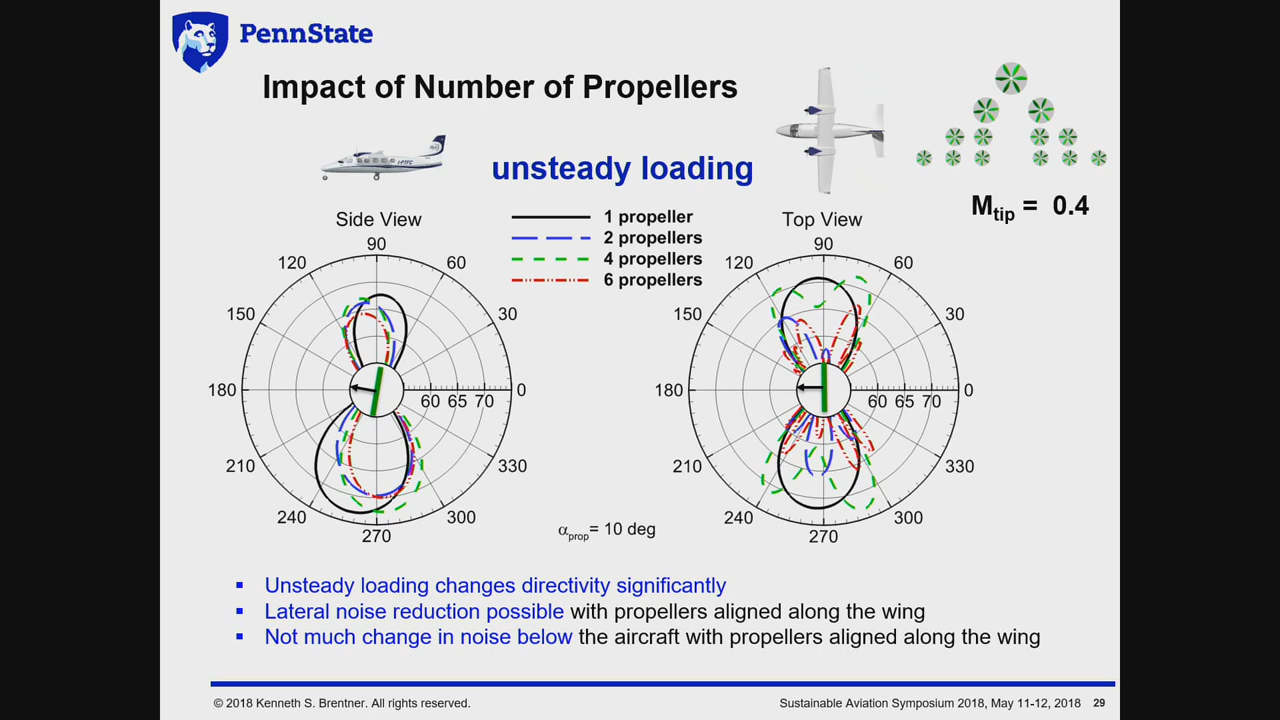 PennState
Impact of Number of Propellers
unsteady loading
M_tip = 0.4
Side View
1 propeller
2 propellers
4 propellers
6 propellers
Top View
90
120
60
150
30
180
60 65 70
0
210
330
240
300
270
90
120
60
150
30
180
60 65 70
0
210
330
240
300
270
α_prop = 10 deg
▪ Unsteady loading changes directivity significantly
▪ Lateral noise reduction possible with propellers aligned along the wing
▪ Not much change in noise below the aircraft with propellers aligned along the wing
© 2018 Kenneth S. Brentner. All rights reserved.
Sustainable Aviation Symposium 2018, May 11-12, 2018 29